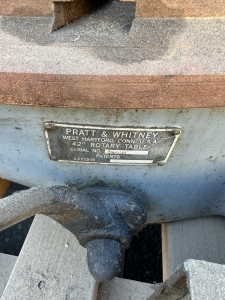 PRATT & WHITNEY
WEST HARTFORD, CONN., U.S.A.
42" ROTARY TABLE
SERIAL NO.
PATENTS